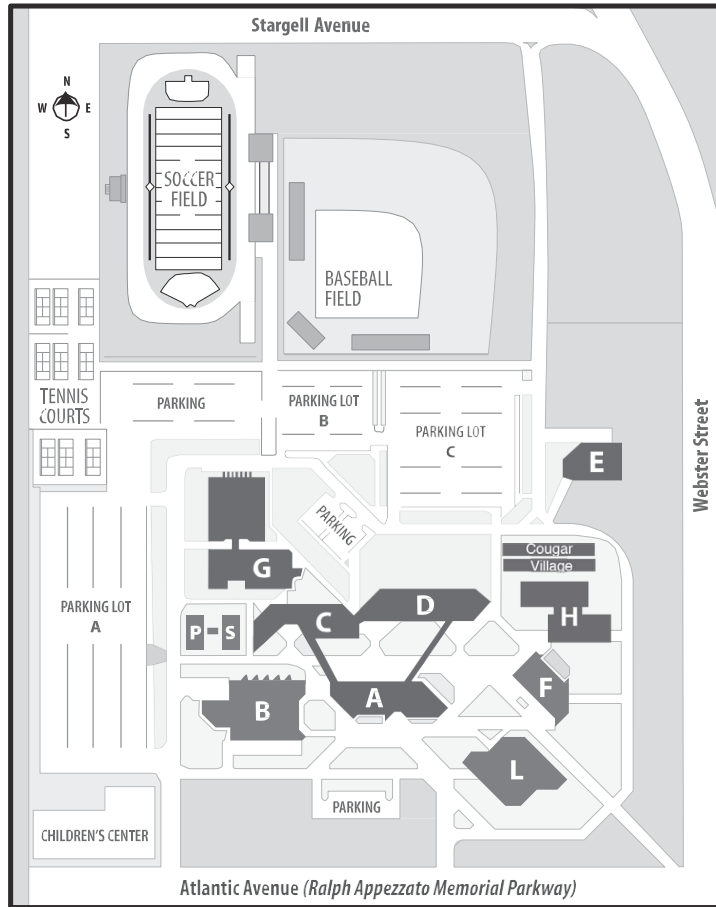 Stargell Avenue
N
W E
S
SOCCER
FIELD
BASEBALL
FIELD
TENNIS
COURTS
PARKING
PARKING LOT
B
PARKING LOT
C
Webster Street
E
PARKING
G
Cougar
Village
H
PARKING LOT
A
P
S
C
D
F
B
A
L
PARKING
CHILDREN'S CENTER
Atlantic Avenue (Ralph Appezzato Memorial Parkway)